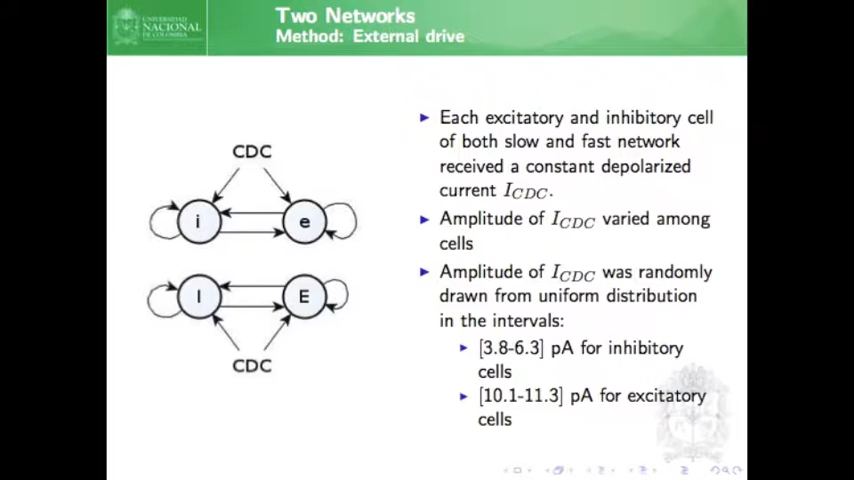 UNIVERSIDAD
NACIONAL
DE COLOMBIA
Two Networks
Method: External drive
CDC
i
e
I
E
CDC
▶ Each excitatory and inhibitory cell
of both slow and fast network
received a constant depolarized
current I_CDC.
▶ Amplitude of I_CDC varied among
cells
▶ Amplitude of I_CDC was randomly
drawn from uniform distribution
in the intervals:
▶ [3.8-6.3] pA for inhibitory
cells
▶ [10.1-11.3] pA for excitatory
cells